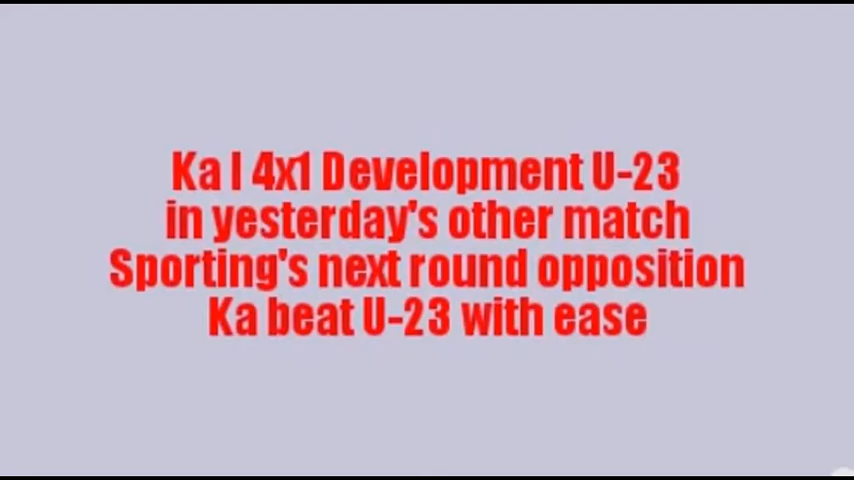 Ka I 4x1 Development U-23
in yesterday's other match
Sporting's next round opposition
Ka beat U-23 with ease